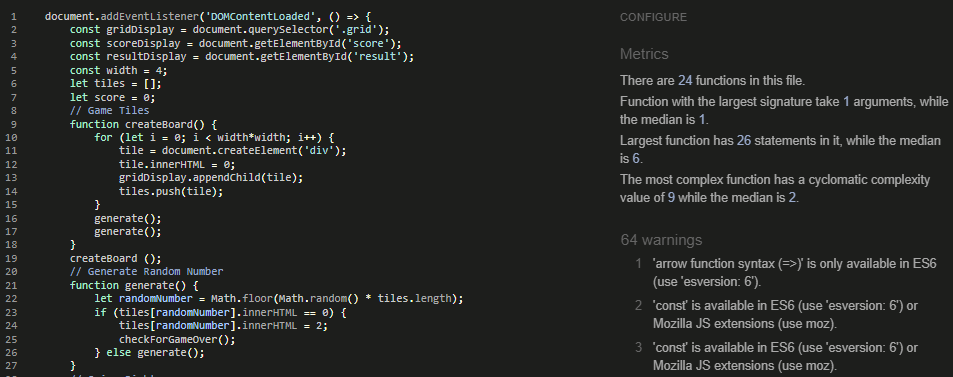 1 document.addEventListener('DOMContentLoaded', () => {
2 const gridDisplay = document.querySelector('.grid');
3 const scoreDisplay = document.getElementById('score');
4 const resultDisplay = document.getElementById('result');
5 const width = 4;
6 let tiles = [];
7 let score = 0;
8 // Game Tiles
9 function createBoard() {
10 for (let i = 0; i < width*width; i++) {
11 tile = document.createElement('div');
12 tile.innerHTML = 0;
13 gridDisplay.appendChild(tile);
14 tiles.push(tile);
15 }
16 generate();
17 generate();
18 }
19 createBoard ();
20 // Generate Random Number
21 function generate() {
22 let randomNumber = Math.floor(Math.random() * tiles.length);
23 if (tiles[randomNumber].innerHTML == 0) {
24 tiles[randomNumber].innerHTML = 2;
25 checkForGameOver();
26 } else generate();
27 }
CONFIGURE
Metrics
There are 24 functions in this file.
Function with the largest signature take 1 arguments, while
the median is 1.
Largest function has 26 statements in it, while the median
is 6.
The most complex function has a cyclomatic complexity
value of 9 while the median is 2.
64 warnings
1 'arrow function syntax (=>)' is only available in ES6
(use 'esversion: 6').
2 'const' is available in ES6 (use 'esversion: 6') or
Mozilla JS extensions (use moz).
3 'const' is available in ES6 (use 'esversion: 6') or
Mozilla JS extensions (use moz).